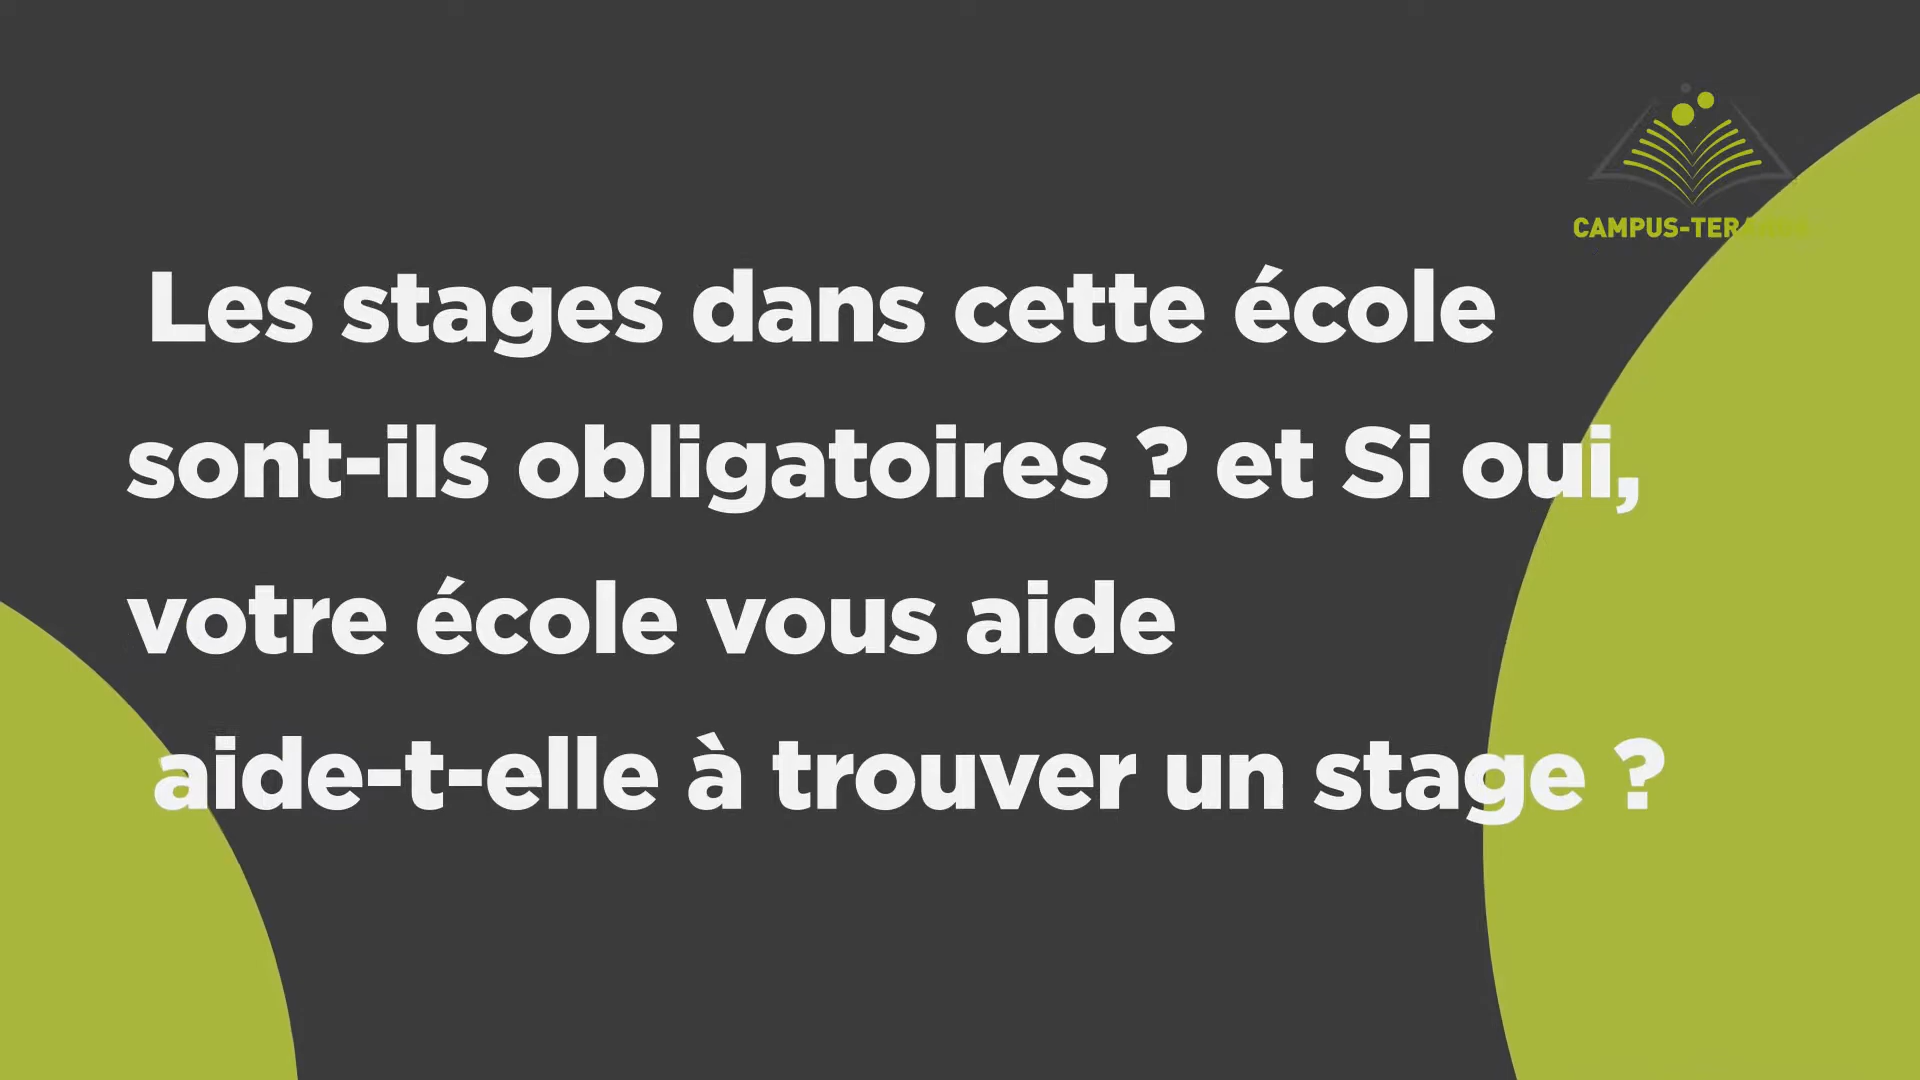 CAMPUS-TER
Les stages dans cette école
sont-ils obligatoires ? et Si oui,
votre école vous aide
aide-t-elle à trouver un stage ?